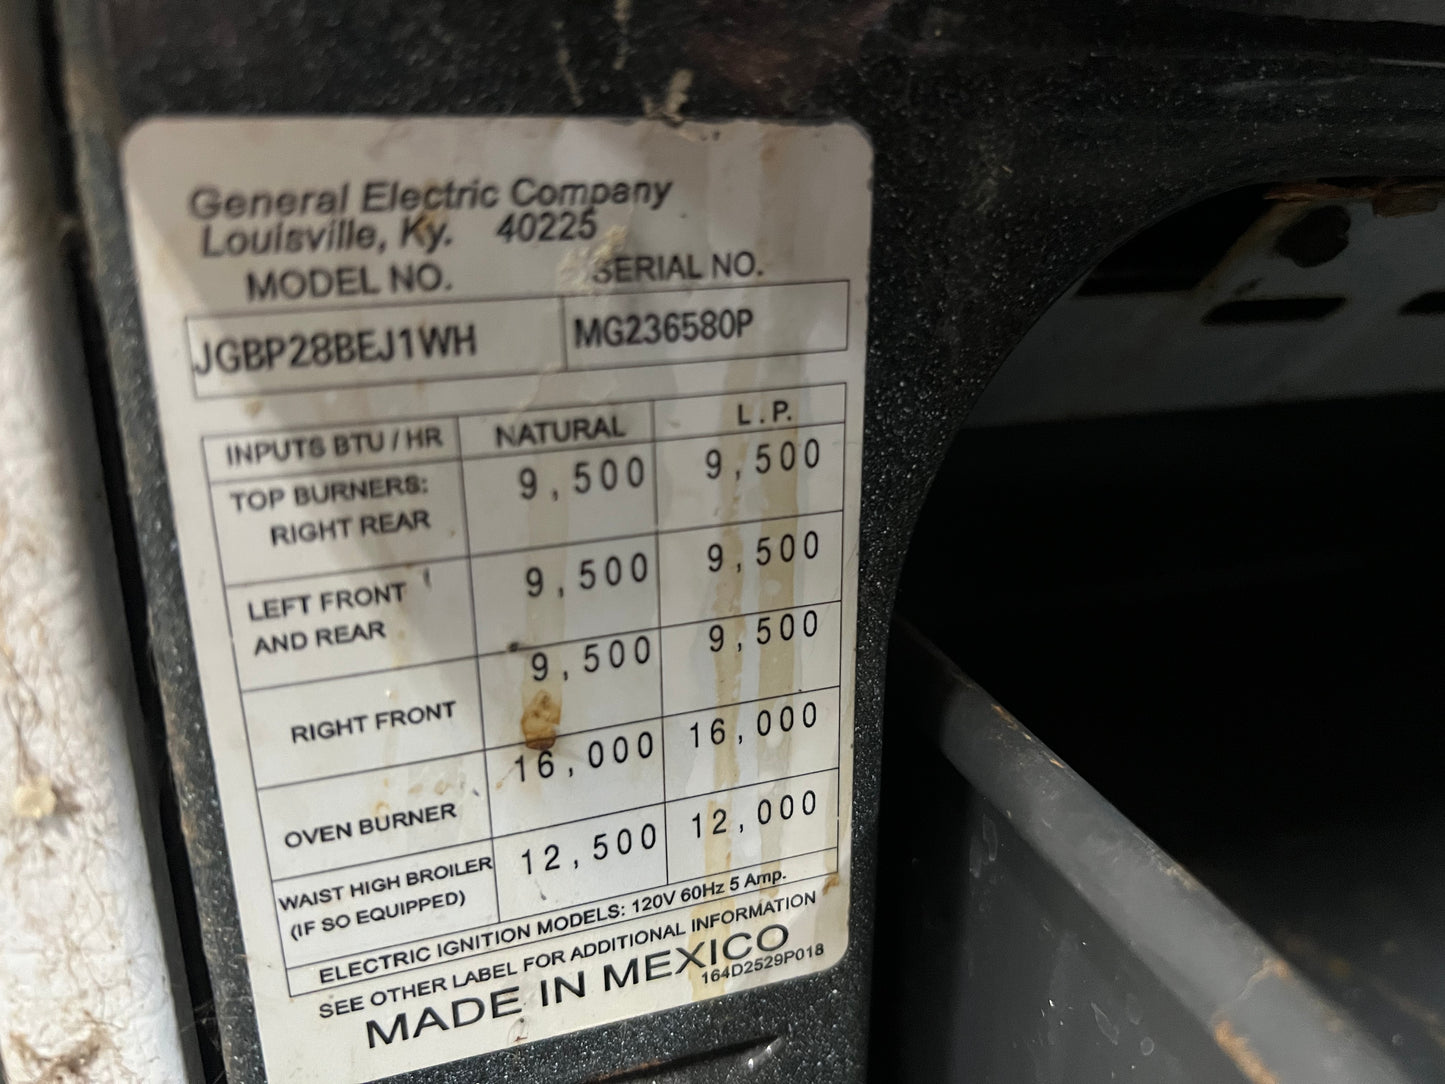 General Electric Company
Louisville, Ky. 40225
MODEL NO. SERIAL NO.
JGBP28BEJ1WH MG236580P
INPUTS BTU / HR NATURAL L.P.
TOP BURNERS: 9,500 9,500
RIGHT REAR
LEFT FRONT 9,500 9,500
AND REAR
RIGHT FRONT 9,500 9,500
OVEN BURNER 16,000 16,000
WAIST HIGH BROILER 12,500 12,000
(IF SO EQUIPPED)
ELECTRIC IGNITION MODELS: 120V 60Hz 5 Amp.
SEE OTHER LABEL FOR ADDITIONAL INFORMATION
MADE IN MEXICO
164D2529P018